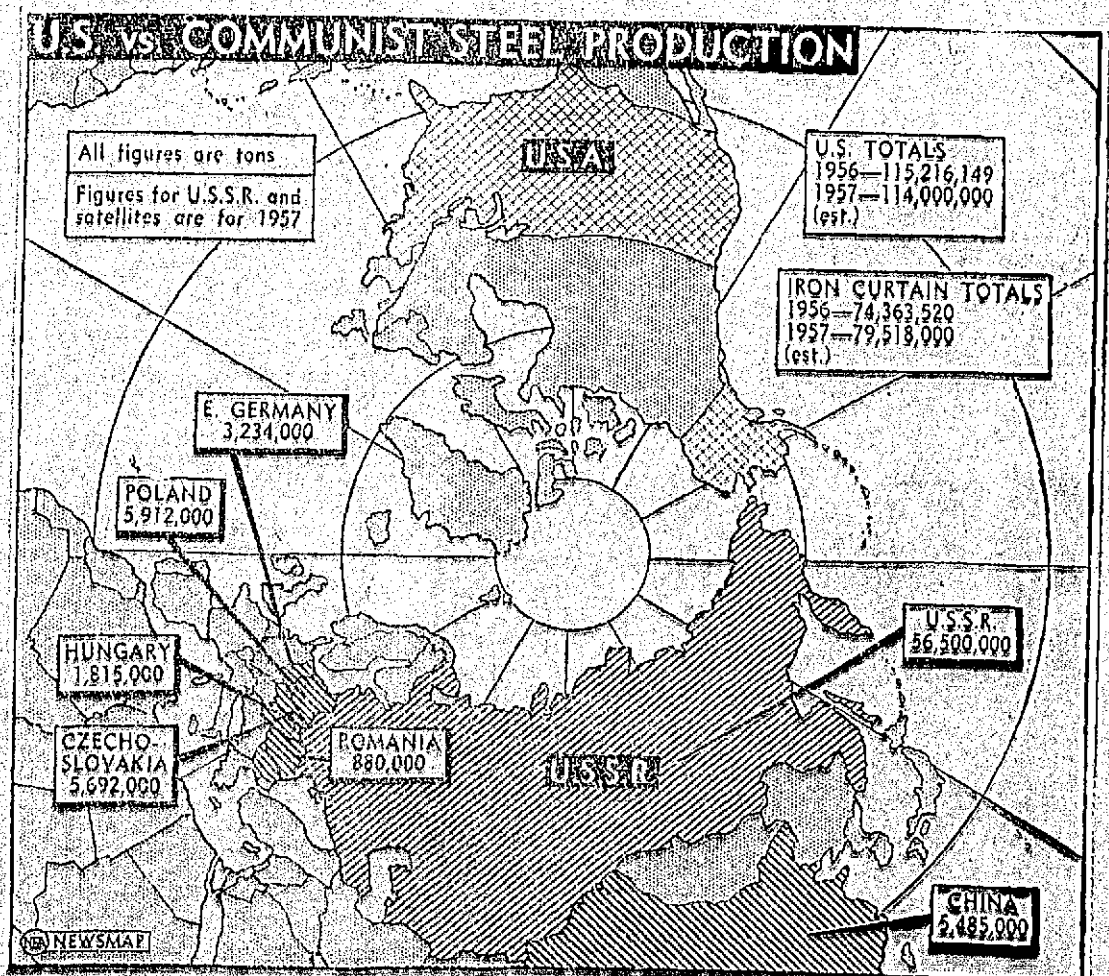 U.S. vs. COMMUNIST STEEL PRODUCTION
All figures are tons
Figures for U.S.S.R. and
satellites are for 1957
U.S.A.
U.S. TOTALS
1956—115,216,149
1957—114,000,000
(est.)
IRON CURTAIN TOTALS
1956—74,363,520
1957—79,518,000
(est.)
E. GERMANY
3,234,000
POLAND
5,912,000
HUNGARY
1,815,000
CZECHO-
SLOVAKIA
5,692,000
ROMANIA
880,000
U.S.S.R.
U.S.S.R.
56,500,000
CHINA
5,485,000
NEA NEWSMAP